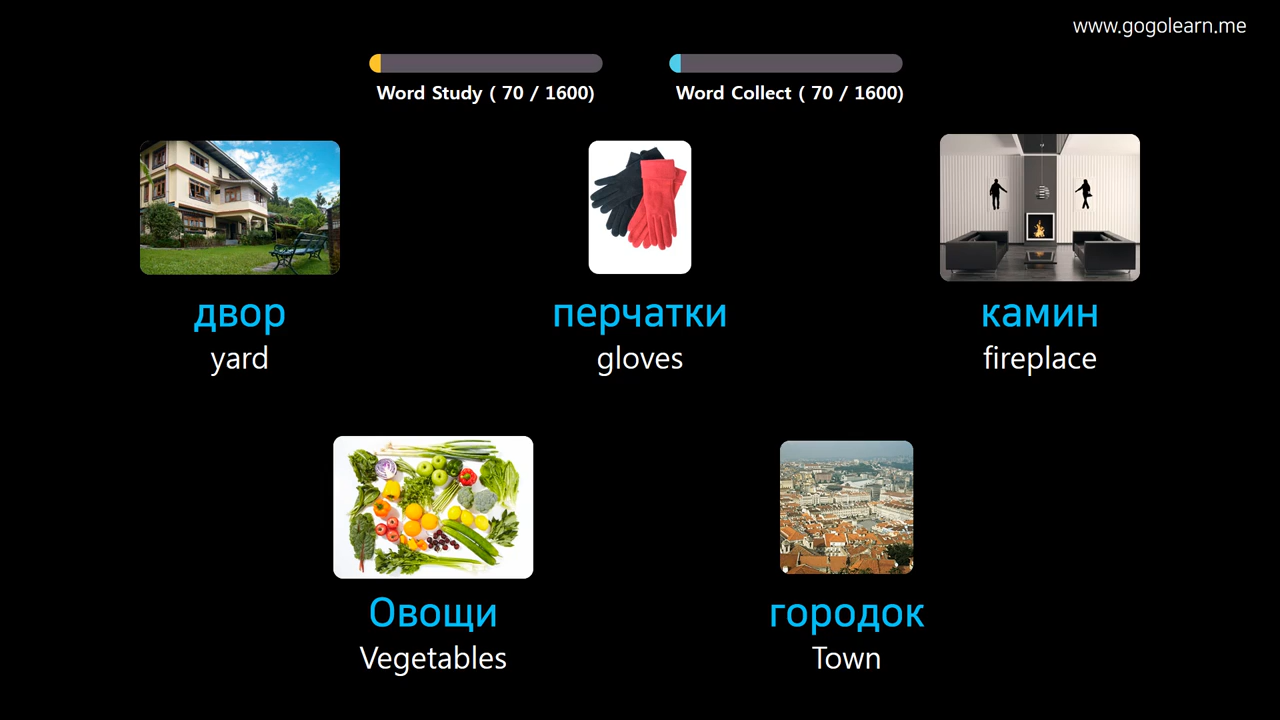 www.gogolearn.me
Word Study ( 70 / 1600)
Word Collect ( 70 / 1600)
двор
yard
перчатки
gloves
камин
fireplace
Овощи
Vegetables
городок
Town